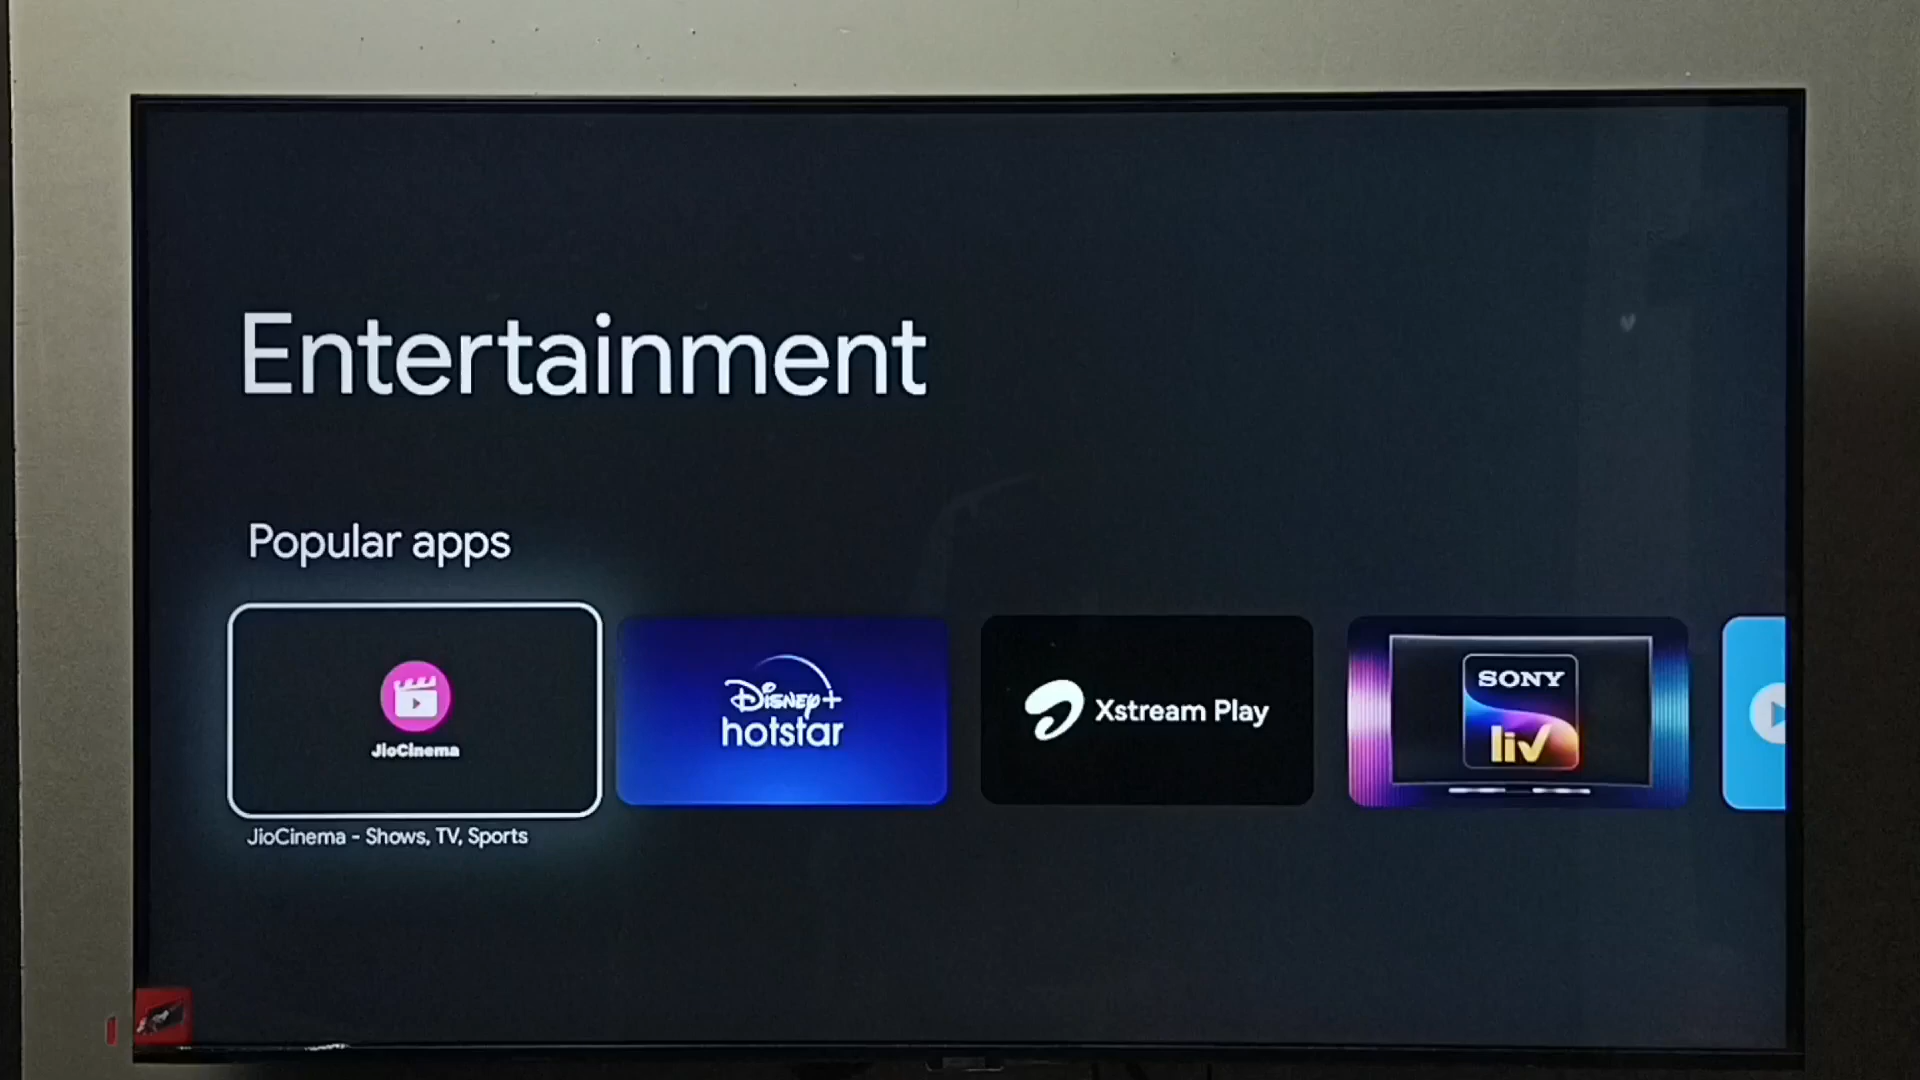 Entertainment
Popular apps
JioCinema
Disney+
hotstar
Xstream Play
SONY
liv
JioCinema - Shows, TV, Sports